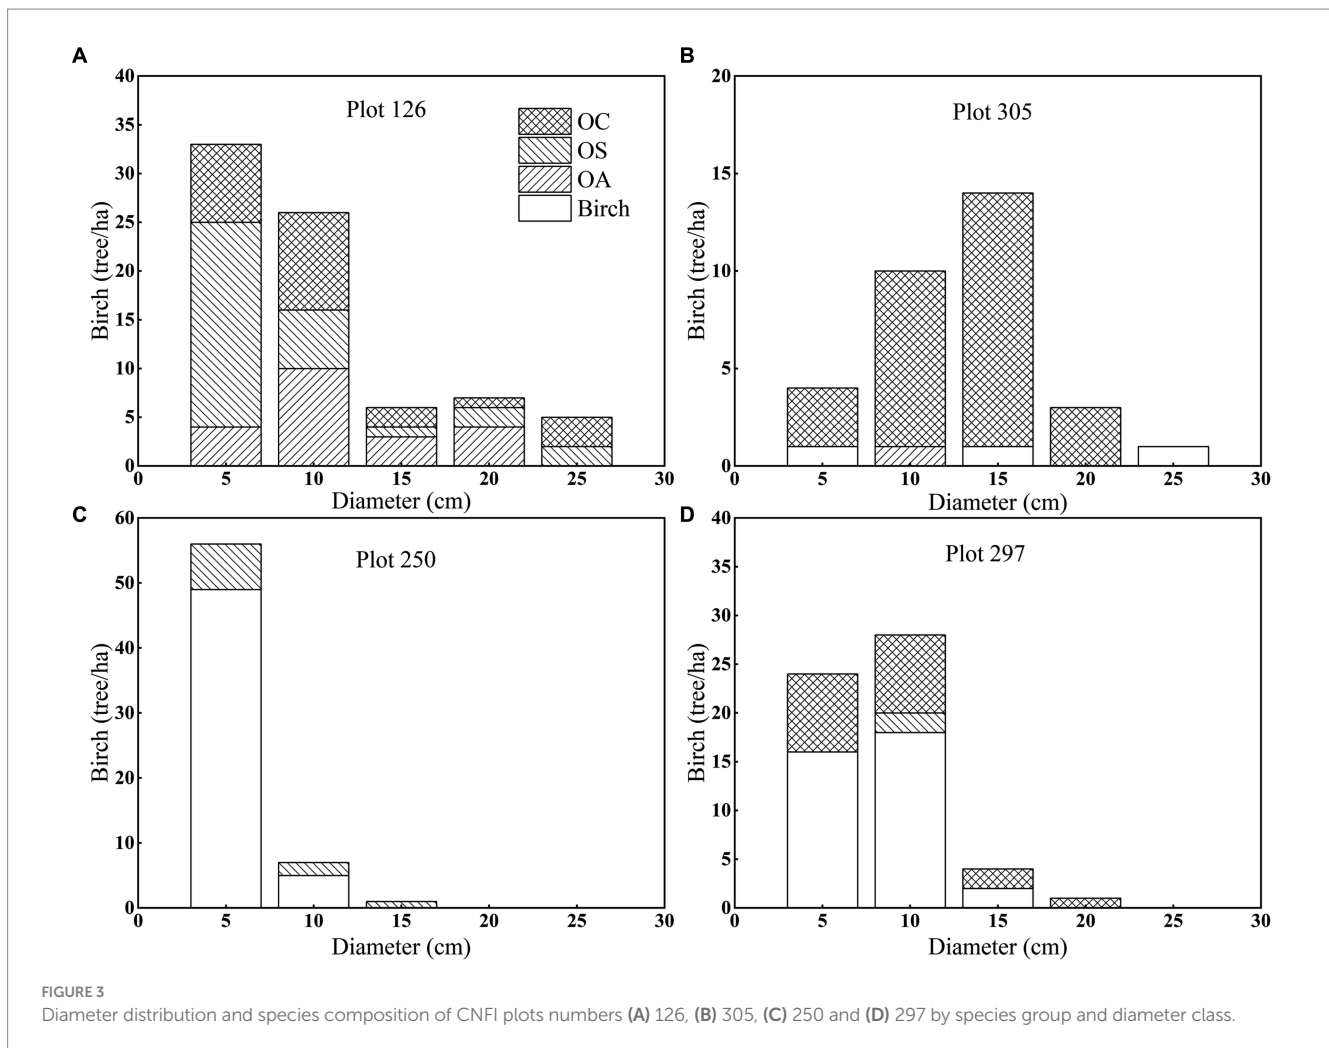 A
Plot 126
OC
OS
OA
Birch
40
35
30
25
20
15
10
5
0
Birch (tree/ha)
0 5 10 15 20 25 30
Diameter (cm)
B
Plot 305
20
15
10
5
0
Birch (tree/ha)
0 5 10 15 20 25 30
Diameter (cm)
C
Plot 250
60
50
40
30
20
10
0
Birch (tree/ha)
0 5 10 15 20 25 30
Diameter (cm)
D
Plot 297
40
35
30
25
20
15
10
5
0
Birch (tree/ha)
0 5 10 15 20 25 30
Diameter (cm)
FIGURE 3
Diameter distribution and species composition of CNFI plots numbers (A) 126, (B) 305, (C) 250 and (D) 297 by species group and diameter class.